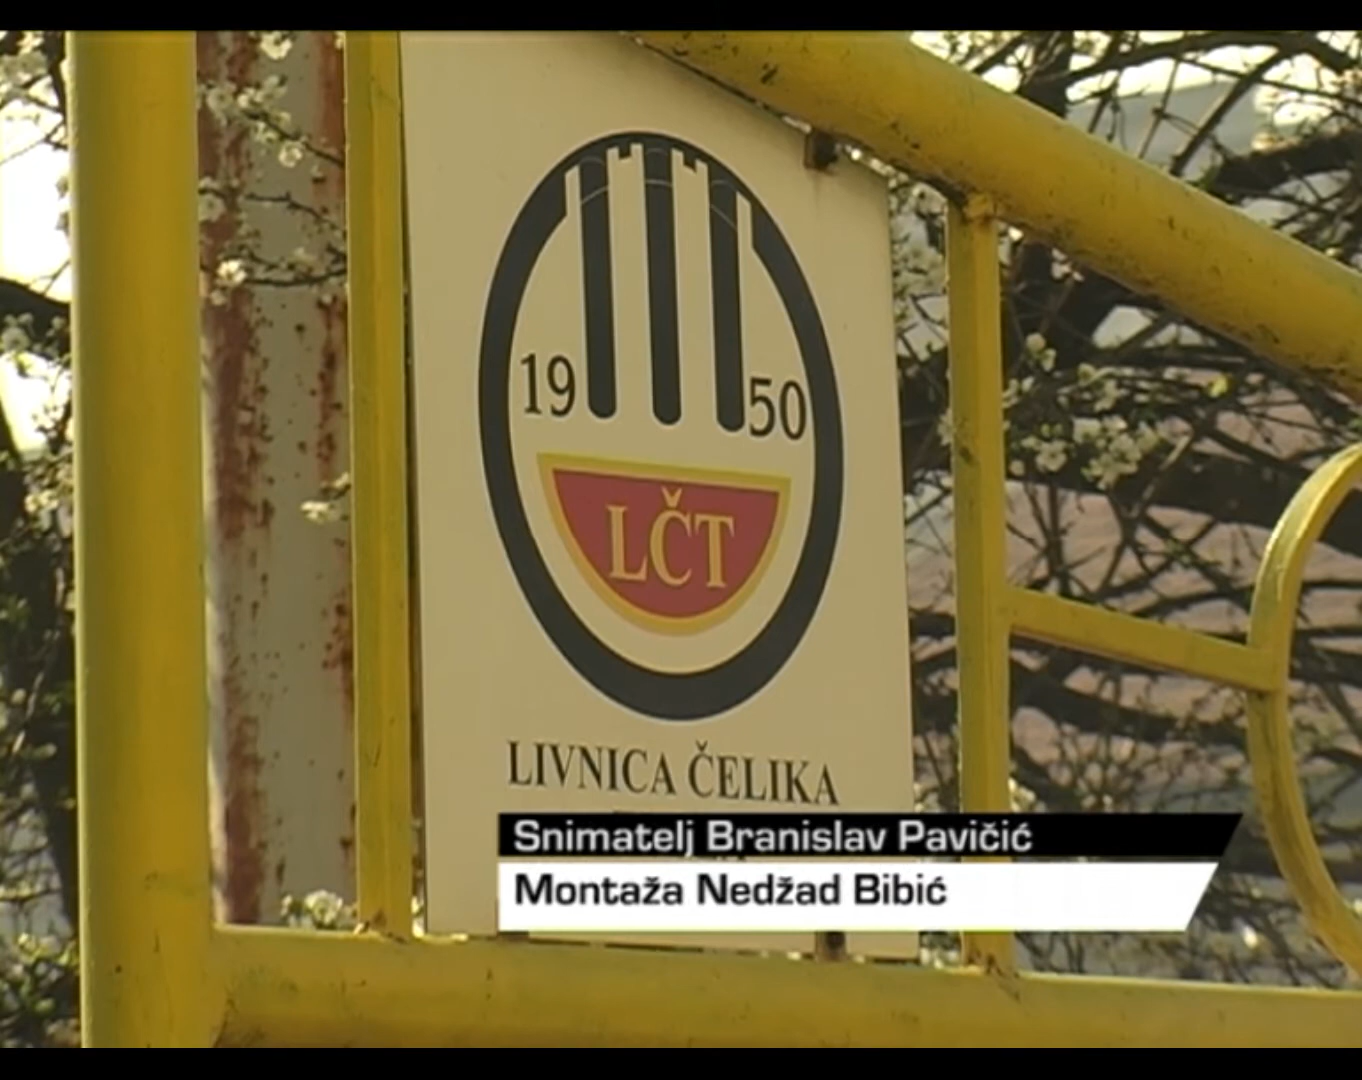 19 50
LČT
LIVNICA ČELIKA
Snimatelj Branislav Pavičić
Montaža Nedžad Bibić